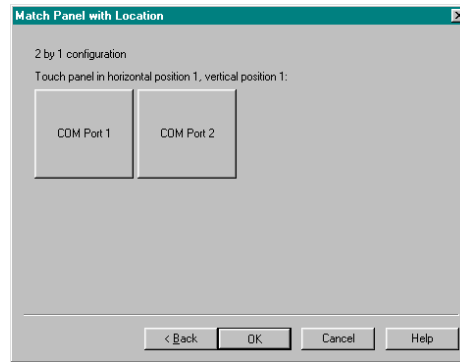 Match Panel with Location
2 by 1 configuration
Touch panel in horizontal position 1, vertical position 1:
COM Port 1 COM Port 2
< Back OK Cancel Help